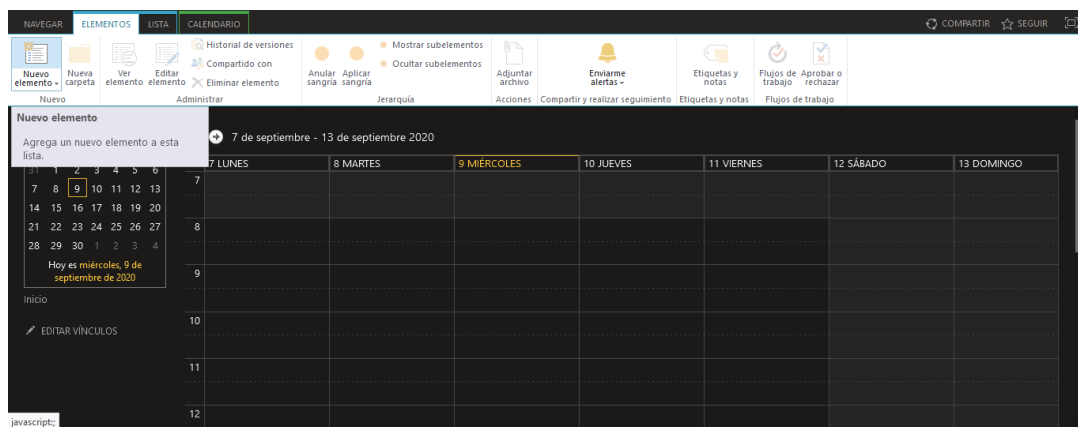 NAVEGAR ELEMENTOS LISTA CALENDARIO COMPARTIR SEGUIR
Nuevo elemento
Nueva carpeta
Ver elemento
Editar elemento
Historial de versiones
Compartido con
Eliminar elemento
Anular sangría
Aplicar sangría
Mostrar subelementos
Ocultar subelementos
Adjuntar archivo
Enviarme alertas
Etiquetas y notas
Flujos de trabajo
Aprobar o rechazar
Nuevo Administrar Jerarquía Acciones Compartir y realizar seguimiento Etiquetas y notas Flujos de trabajo
Nuevo elemento
Agrega un nuevo elemento a esta
lista.
7 de septiembre - 13 de septiembre 2020
31 1 2 3 4 5 6
7 8 9 10 11 12 13
14 15 16 17 18 19 20
21 22 23 24 25 26 27
28 29 30 1 2 3 4
Hoy es miércoles, 9 de
septiembre de 2020
Inicio
EDITAR VÍNCULOS
7 LUNES 8 MARTES 9 MIÉRCOLES 10 JUEVES 11 VIERNES 12 SÁBADO 13 DOMINGO
7
8
9
10
11
12
javascript:;